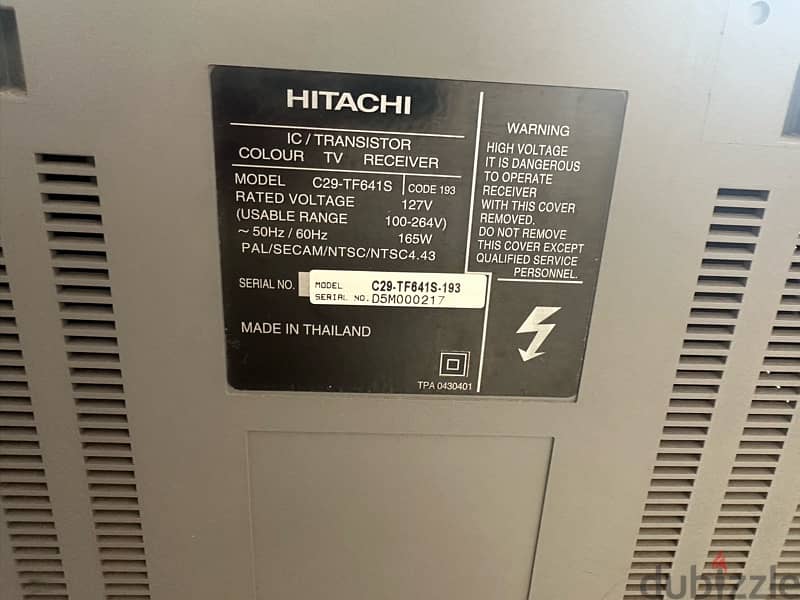 HITACHI
IC / TRANSISTOR
COLOUR TV RECEIVER
MODEL C29-TF641S CODE 193
RATED VOLTAGE 127V
(USABLE RANGE 100-264V)
~ 50Hz / 60Hz 165W
PAL/SECAM/NTSC/NTSC4.43
SERIAL NO.
MODEL C29-TF641S-193
SERIAL NO. D5M000217
MADE IN THAILAND
TPA 0430401
WARNING
HIGH VOLTAGE
IT IS DANGEROUS
TO OPERATE
RECEIVER
WITH THIS COVER
REMOVED.
DO NOT REMOVE
THIS COVER EXCEPT
QUALIFIED SERVICE
PERSONNEL.
dubizzle